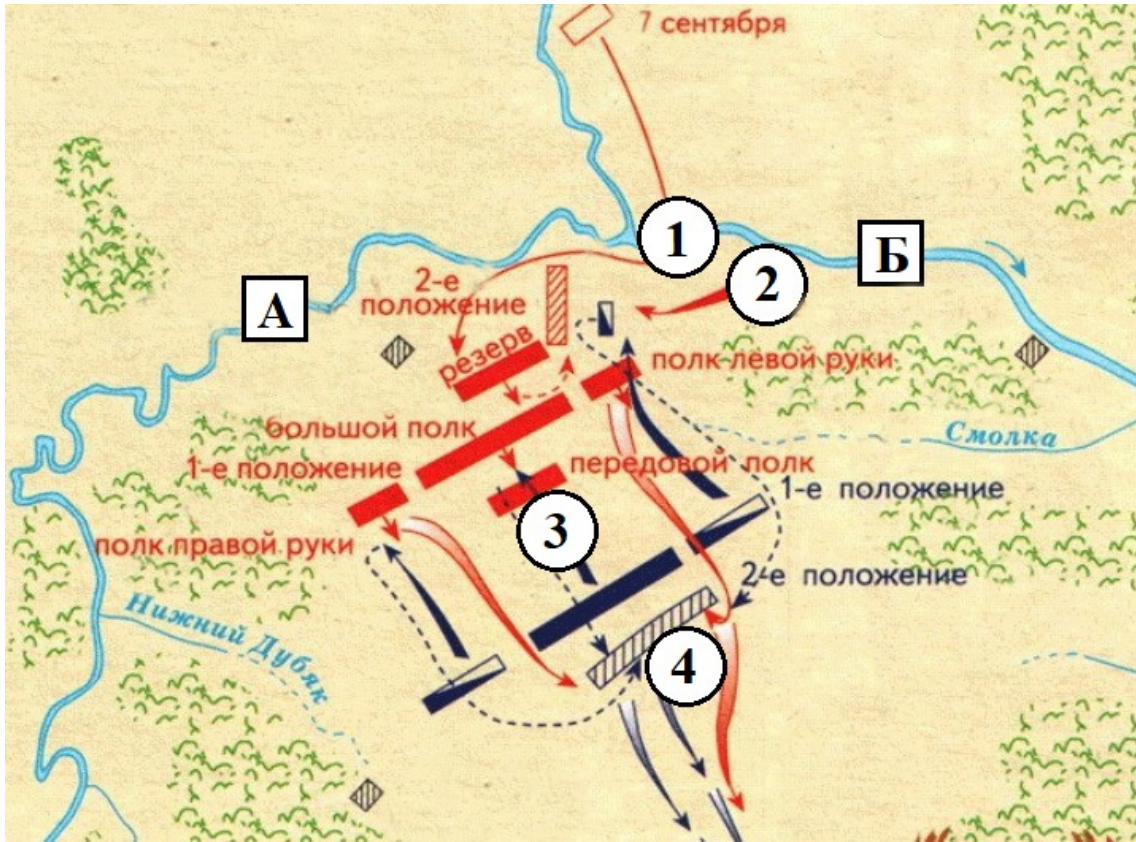 7 сентября
1
Б
2
А
2-е
положение
резерв
полк левой руки
большой полк
Смолка
1-е положение
передовой полк
1-е положение
3
полк правой руки
2-е положение
Нижний Дубяк
4